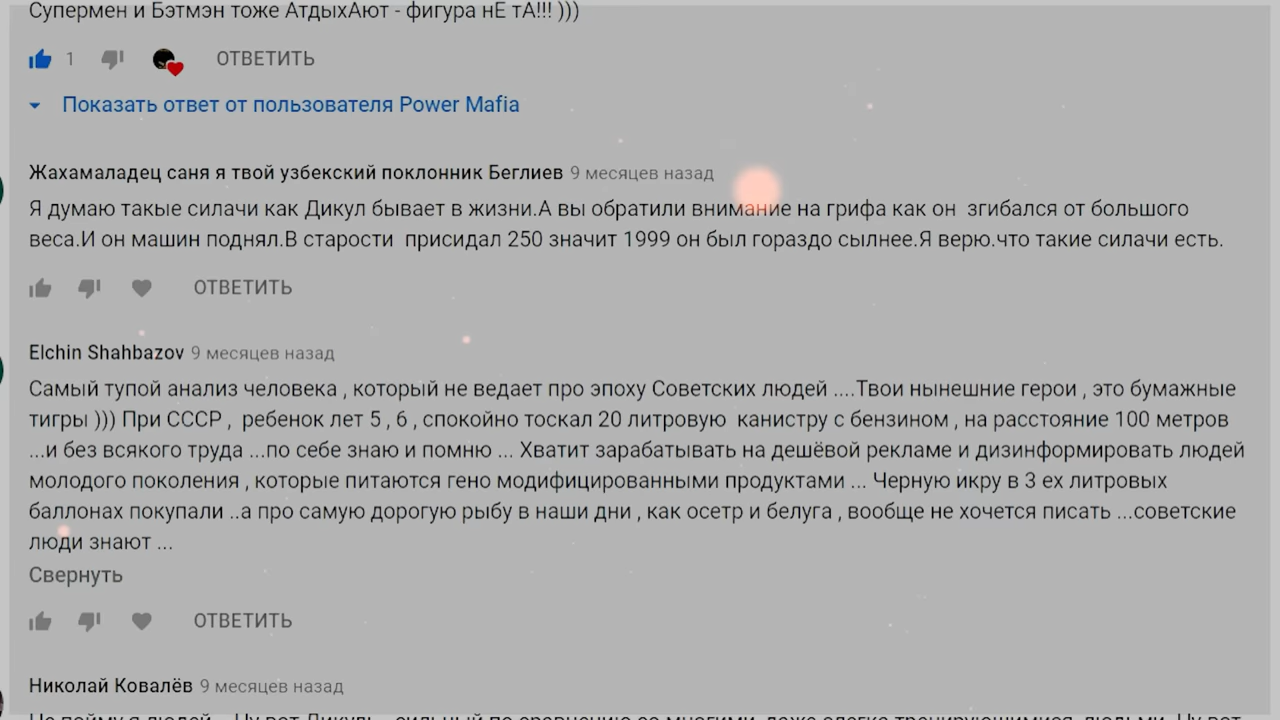 Супермен и Бэтмэн тоже АтдыхАют - фигура нЕ тА!!! )))
1 ОТВЕТИТЬ
Показать ответ от пользователя Power Mafia
Жахамаладец саня я твой узбекский поклонник Беглиев 9 месяцев назад
Я думаю такые силачи как Дикул бывает в жизни.А вы обратили внимание на грифа как он згибался от большого
веса.И он машин поднял.В старости присидал 250 значит 1999 он был гораздо сылнее.Я верю.что такие силачи есть.
ОТВЕТИТЬ
Elchin Shahbazov 9 месяцев назад
Самый тупой анализ человека , который не ведает про эпоху Советских людей ....Твои нынешние герои , это бумажные
тигры ))) При СССР , ребенок лет 5 , 6 , спокойно тоскал 20 литровую канистру с бензином , на расстояние 100 метров
...и без всякого труда ...по себе знаю и помню ... Хватит зарабатывать на дешёвой рекламе и дизинформировать людей
молодого поколения , которые питаются гено модифицированными продуктами ... Черную икру в 3 ех литровых
баллонах покупали ..а про самую дорогую рыбу в наши дни , как осетр и белуга , вообще не хочется писать ...советские
люди знают ...
Свернуть
ОТВЕТИТЬ
Николай Ковалёв 9 месяцев назад